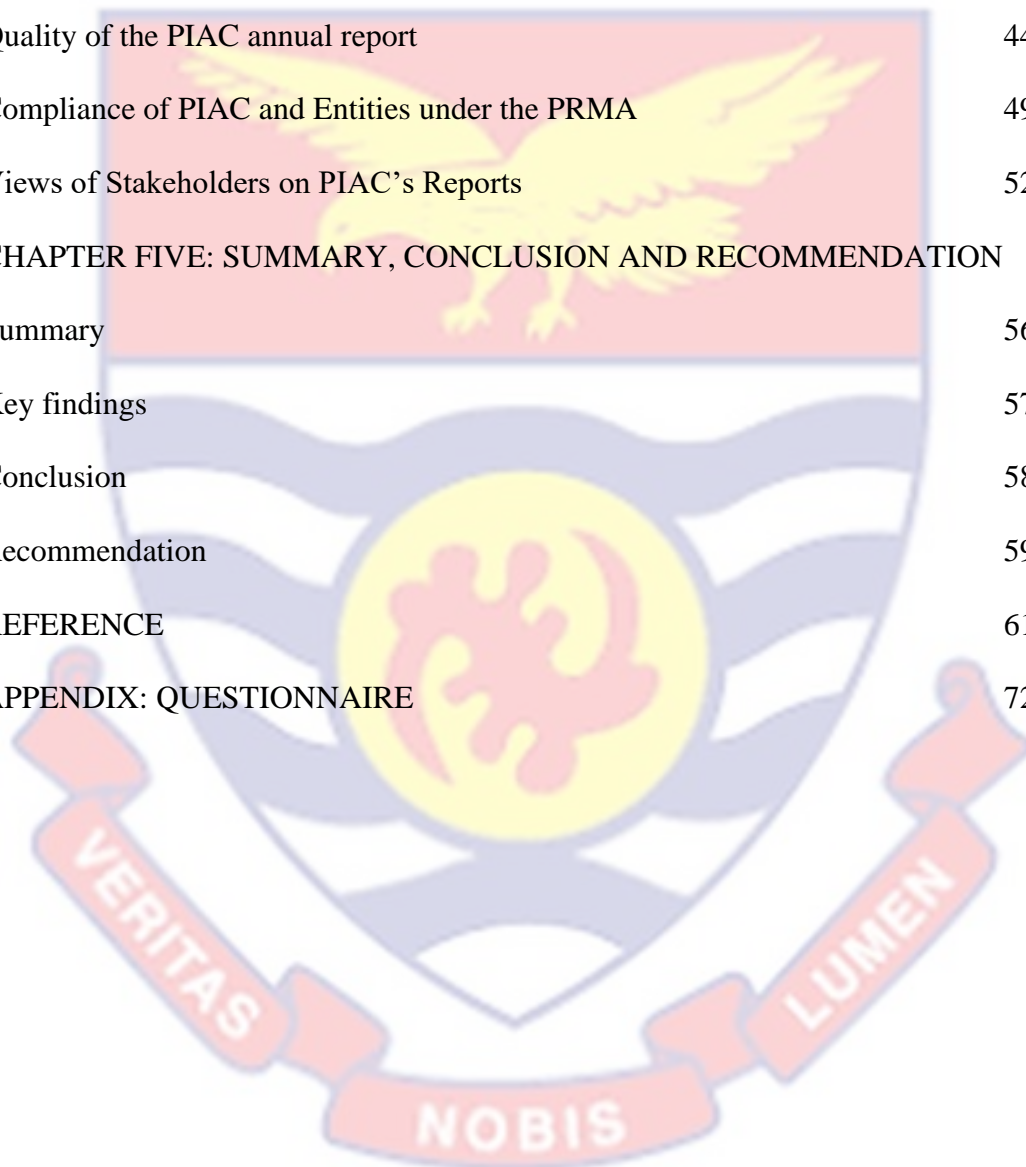 Quality of the PIAC annual report 44
Compliance of PIAC and Entities under the PRMA 49
Views of Stakeholders on PIAC's Reports 52
CHAPTER FIVE: SUMMARY, CONCLUSION AND RECOMMENDATION
Summary 56
Key findings 57
Conclusion 58
Recommendation 59
REFERENCE 61
APPENDIX: QUESTIONNAIRE 72
VERITAS
NOBIS
LUMEN